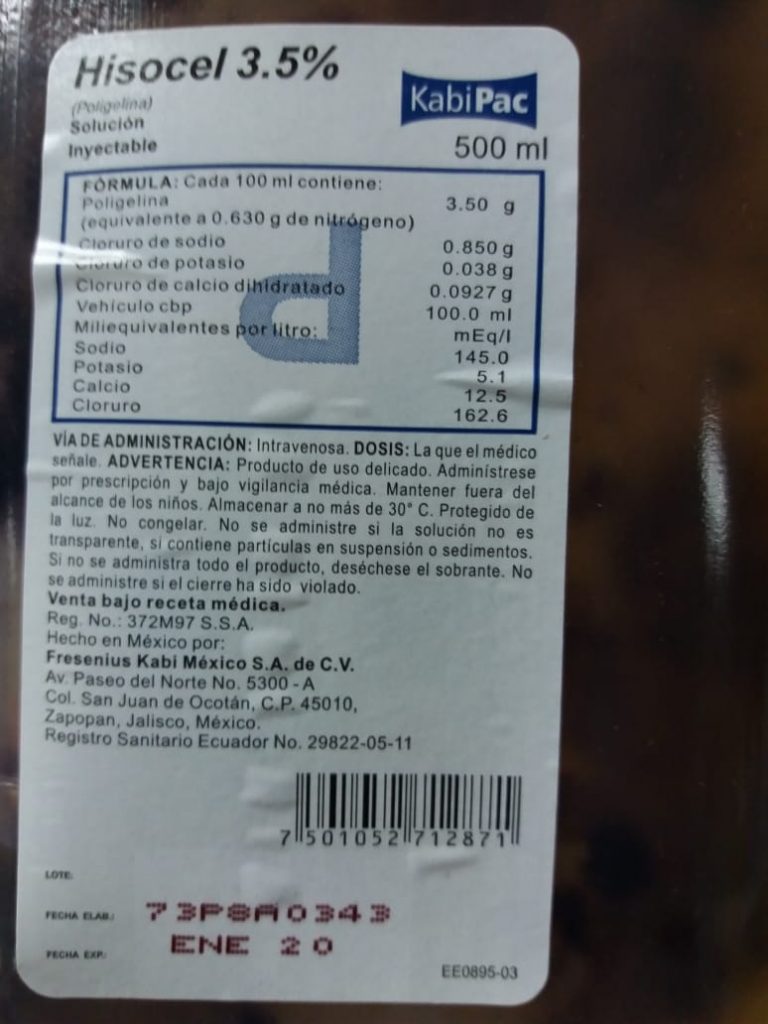 Hisocel 3.5%
(Poligelina)
Solución
Inyectable
KabiPac
500 ml
FÓRMULA: Cada 100 ml contiene:
Poligelina 3.50 g
(equivalente a 0.630 g de nitrógeno)
Cloruro de sodio 0.850 g
Cloruro de potasio 0.038 g
Cloruro de calcio dihidratado 0.0927 g
Vehículo cbp 100.0 ml
Miliequivalentes por litro: mEq/l
Sodio 145.0
Potasio 5.1
Calcio 12.5
Cloruro 162.6
P
VÍA DE ADMINISTRACIÓN: Intravenosa. DOSIS: La que el médico
señale. ADVERTENCIA: Producto de uso delicado. Adminístrese
por prescripción y bajo vigilancia médica. Mantener fuera del
alcance de los niños. Almacenar a no más de 30° C. Protegido de
la luz. No congelar. No se administre si la solución no es
transparente, si contiene partículas en suspensión o sedimentos.
Si no se administra todo el producto, deséchese el sobrante. No
se administre si el cierre ha sido violado.
Venta bajo receta médica.
Reg. No.: 372M97 S.S.A.
Hecho en México por:
Fresenius Kabi México S.A. de C.V.
Av. Paseo del Norte No. 5300 - A
Col. San Juan de Ocotán, C.P. 45010,
Zapopan, Jalisco, México.
Registro Sanitario Ecuador No. 29822-05-11
7 501052 712871
LOTE:
FECHA ELAB.: 73PSA0343
FECHA EXP.: ENE 20
EE0895-03